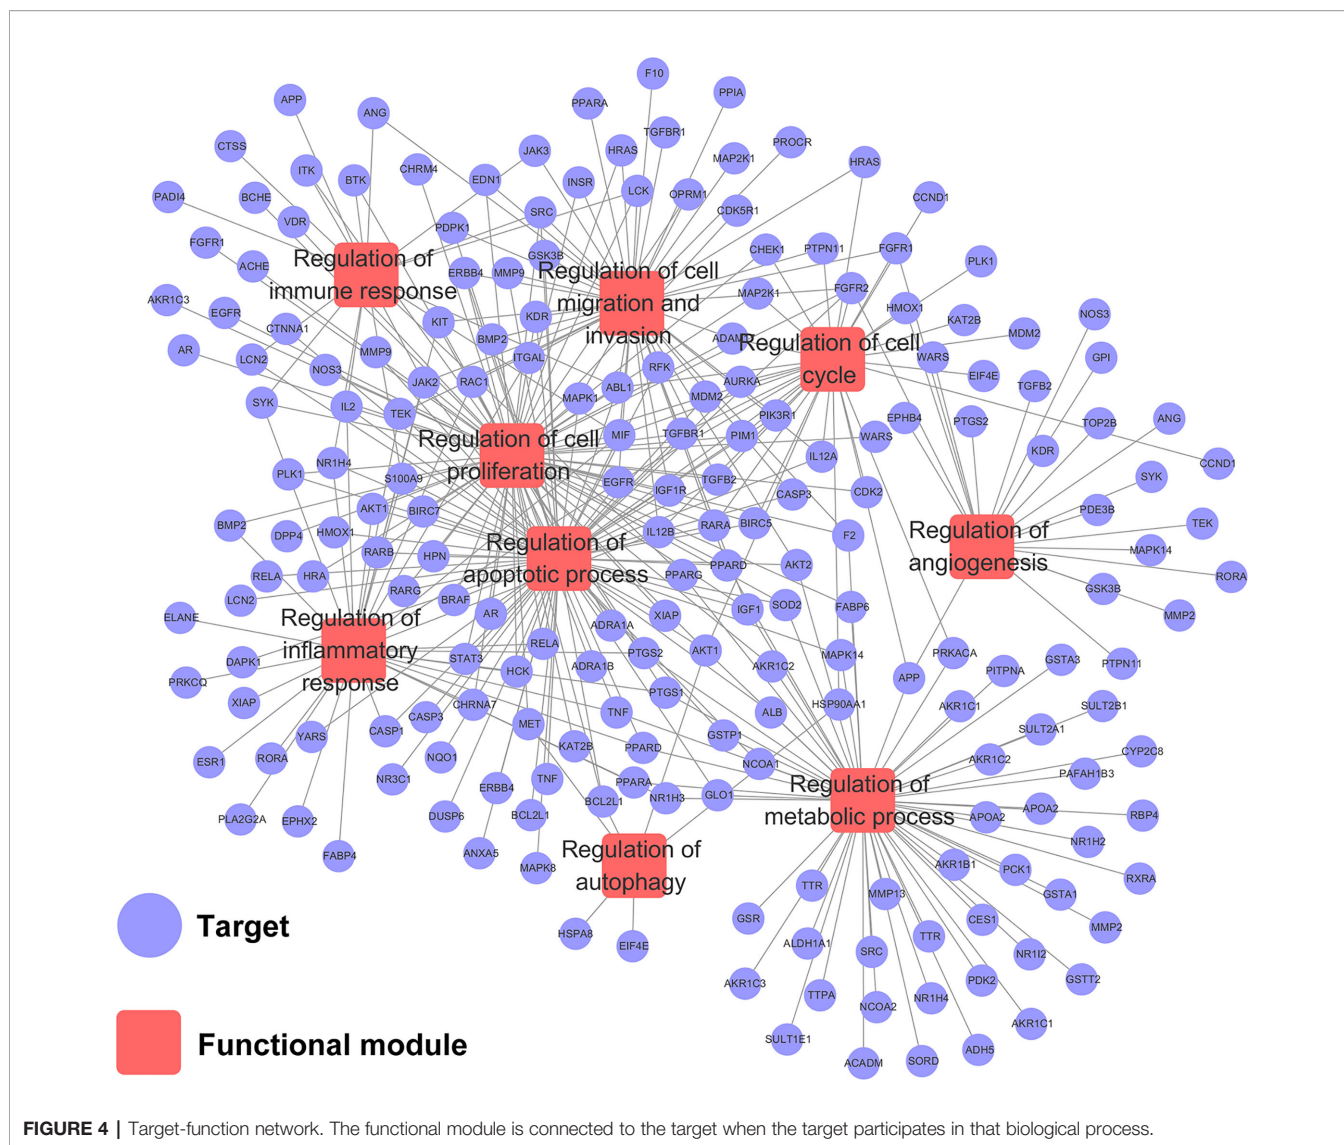 F10
PPIA
APP
PPARA
ANG
TGFBR1
PROCR
CTSS
JAK3
HRAS
MAP2K1
HRAS
ITK
BTK
CHRM4
EDN1
INSR
LCK
OPRM1
PADI4
BCHE
CCND1
VDR
SRC
CDK5R1
PDPK1
FGFR1
CHEK1
PTPN11
FGFR1
GSK3B
PLK1
ACHE
Regulation of
immune response
ERBB4
MMP9
Regulation of cell
migration and
invasion
MAP2K1
FGFR2
AKR1C3
EGFR
CTNNA1
KIT
KDR
HMOX1
KAT2B
MDM2
NOS3
BMP2
ADAM
Regulation of cell
cycle
AR
LCN2
NOS3
MMP9
ITGAL
WARS
GPI
RFK
EIF4E
JAK2
RAC1
ABL1
AURKA
TGFB2
SYK
IL2
TEK
MAPK1
MDM2
PIK3R1
EPHB4
PTGS2
TOP2B
ANG
Regulation of cell
proliferation
MIF
TGFBR1
PIM1
WARS
KDR
IL12A
CCND1
PLK1
NR1H4
S100A9
EGFR
IGF1R
TGFB2
CASP3
CDK2
SYK
AKT1
BIRC7
PDE3B
BMP2
DPP4
HMOX1
IL12B
RARA
BIRC5
F2
TEK
Regulation of
angiogenesis
RARB
HPN
Regulation of
apoptotic process
MAPK14
RELA
HRA
PPARG
PPARD
AKT2
RORA
LCN2
RARG
BRAF
GSK3B
ELANE
AR
ADRA1A
XIAP
IGF1
SOD2
FABP6
MMP2
Regulation of
inflammatory
response
RELA
DAPK1
STAT3
HCK
ADRA1B
PTGS2
AKT1
AKR1C2
MAPK14
PRKACA
GSTA3
PTPN11
PRKCQ
APP
PITPNA
XIAP
CHRNA7
PTGS1
AKR1C1
HSP90AA1
SULT2B1
YARS
CASP1
CASP3
MET
TNF
ALB
SULT2A1
ESR1
RORA
NQO1
KAT2B
PPARD
GSTP1
CYP2C8
NR3C1
NCOA1
AKR1C2
PAFAH1B3
ERBB4
TNF
PPARA
Regulation of
metabolic process
PLA2G2A
EPHX2
DUSP6
BCL2L1
BCL2L1
NR1H3
GLO1
APOA2
APOA2
RBP4
FABP4
ANXA5
MAPK8
Regulation of
autophagy
NR1H2
AKR1B1
PCK1
RXRA
TTR
MMP13
GSTA1
Target
HSPA8
EIF4E
GSR
CES1
MMP2
ALDH1A1
SRC
TTR
NR1I2
AKR1C3
TTPA
NCOA2
NR1H4
PDK2
GSTT2
AKR1C1
Functional module
SULT1E1
ACADM
SORD
ADH5
FIGURE 4 | Target-function network. The functional module is connected to the target when the target participates in that biological process.